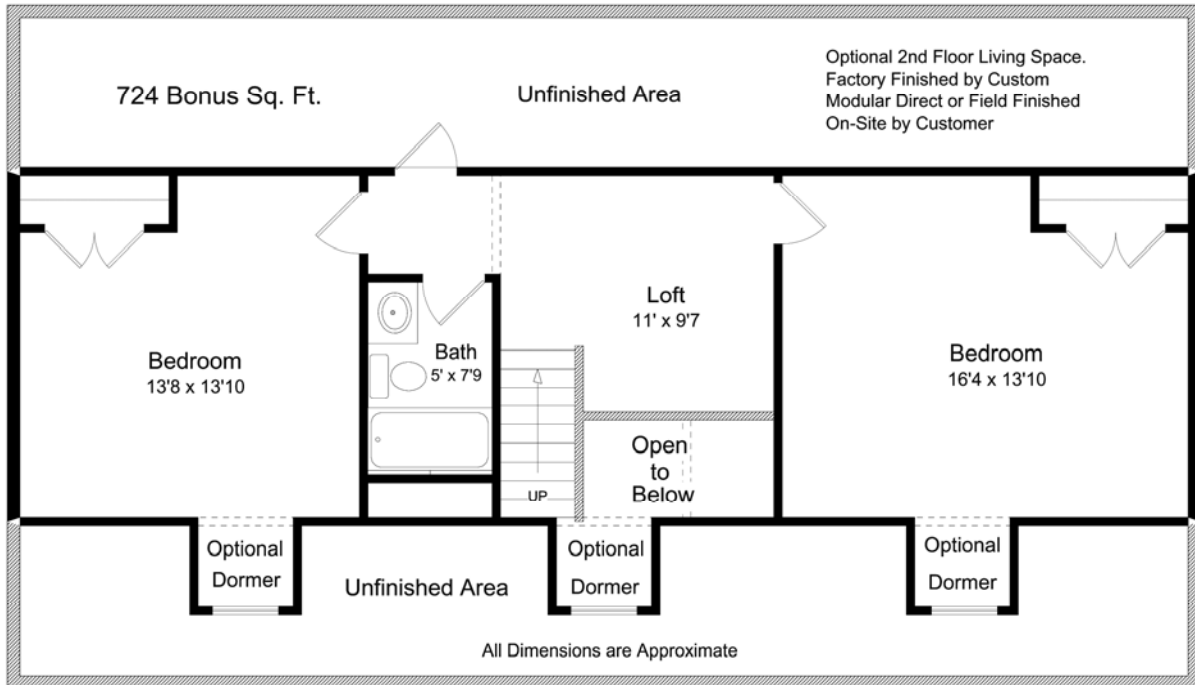 724 Bonus Sq. Ft.
Unfinished Area
Optional 2nd Floor Living Space.
Factory Finished by Custom
Modular Direct or Field Finished
On-Site by Customer
Bedroom
13'8 x 13'10
Bath
5' x 7'9
Loft
11' x 9'7
Bedroom
16'4 x 13'10
UP
Open
to
Below
Optional
Dormer
Unfinished Area
Optional
Dormer
Optional
Dormer
All Dimensions are Approximate